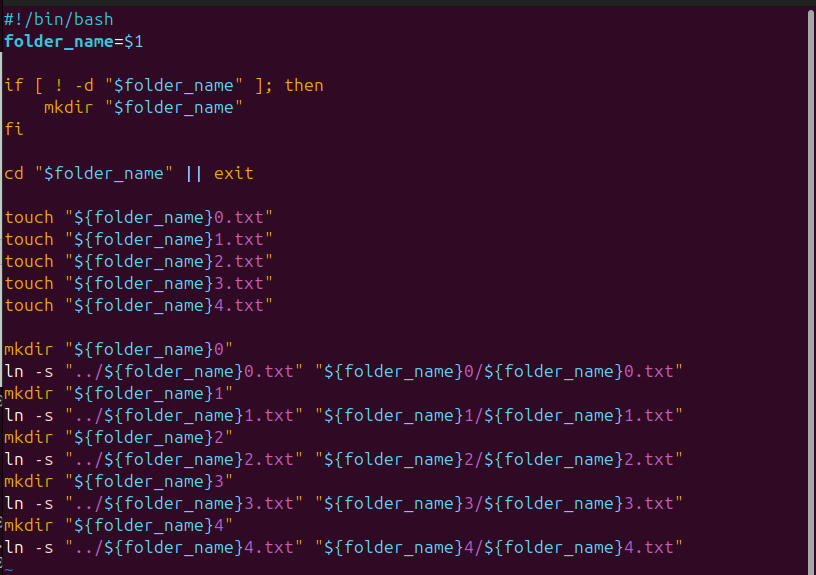 #!/bin/bash
folder_name=$1
if [ ! -d "$folder_name" ]; then
    mkdir "$folder_name"
fi
cd "$folder_name" || exit
touch "${folder_name}0.txt"
touch "${folder_name}1.txt"
touch "${folder_name}2.txt"
touch "${folder_name}3.txt"
touch "${folder_name}4.txt"
mkdir "${folder_name}0"
ln -s "../${folder_name}0.txt" "${folder_name}0/${folder_name}0.txt"
mkdir "${folder_name}1"
ln -s "../${folder_name}1.txt" "${folder_name}1/${folder_name}1.txt"
mkdir "${folder_name}2"
ln -s "../${folder_name}2.txt" "${folder_name}2/${folder_name}2.txt"
mkdir "${folder_name}3"
ln -s "../${folder_name}3.txt" "${folder_name}3/${folder_name}3.txt"
mkdir "${folder_name}4"
ln -s "../${folder_name}4.txt" "${folder_name}4/${folder_name}4.txt"
~